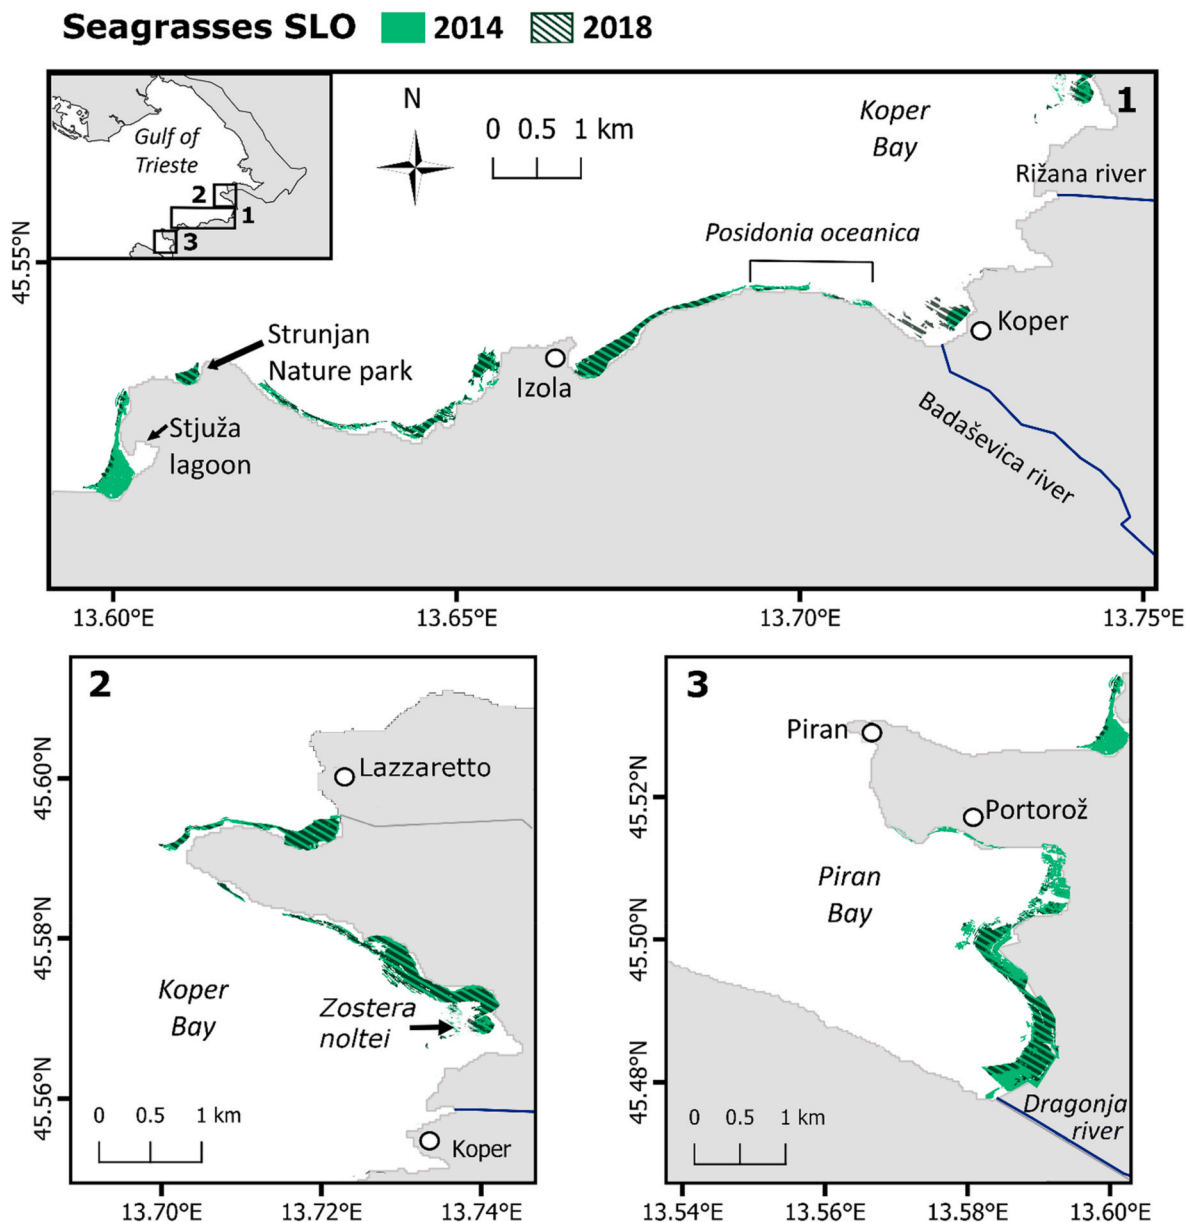 Seagrasses SLO 2014 2018
1
Gulf of
Trieste
2
1
3
N
0 0.5 1 km
Koper
Bay
Rižana river
Posidonia oceanica
45.55°N
Strunjan
Nature park
Koper
Izola
Stjuža
lagoon
Badaševica river
13.60°E 13.65°E 13.70°E 13.75°E
2
Lazzaretto
45.60°N
45.58°N
Koper
Bay
Zostera
noltei
45.56°N
0 0.5 1 km
Koper
13.70°E 13.72°E 13.74°E
3
Piran
Portorož
45.52°N
Piran
Bay
45.50°N
45.48°N
Dragonja
river
0 0.5 1 km
13.54°E 13.56°E 13.58°E 13.60°E